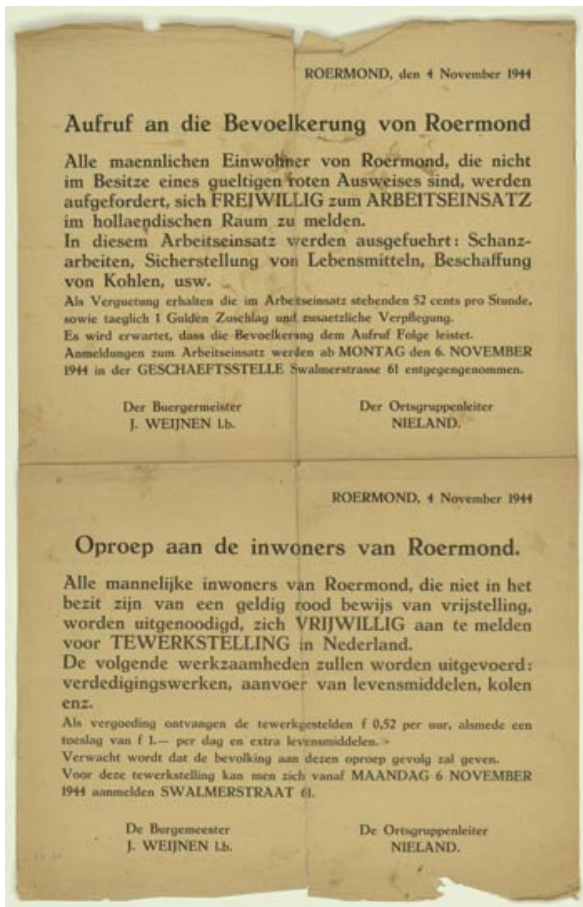 ROERMOND, den 4 November 1944
Aufruf an die Bevoelkerung von Roermond
Alle maennlichen Einwohner von Roermond, die nicht
im Besitze eines gueltigen roten Ausweises sind, werden
aufgefordert, sich FREIWILLIG zum ARBEITSEINSATZ
im hollaendischen Raum zu melden.
In diesem Arbeitseinsatz werden ausgefuehrt: Schanz-
arbeiten, Sicherstellung von Lebensmitteln, Beschaffung
von Kohlen, usw.
Als Verguetung erhalten die im Arbeitseinsatz stehenden 52 cents pro Stunde,
sowie taeglich 1 Gulden Zuschlag und zusaetzliche Verpflegung.
Es wird erwartet, dass die Bevoelkerung dem Aufruf Folge leistet.
Anmeldungen zum Arbeitseinsatz werden ab MONTAG den 6. NOVEMBER
1944 in der GESCHAEFTSSTELLE Swalmerstrasse 61 entgegengenommen.
Der Buergermeister
J. WEIJNEN l.b.
Der Ortsgruppenleiter
NIELAND.
ROERMOND, 4 November 1944
Oproep aan de inwoners van Roermond.
Alle mannelijke inwoners van Roermond, die niet in het
bezit zijn van een geldig rood bewijs van vrijstelling,
worden uitgenoodigd, zich VRIJWILLIG aan te melden
voor TEWERKSTELLING in Nederland.
De volgende werkzaamheden zullen worden uitgevoerd:
verdedigingswerken, aanvoer van levensmiddelen, kolen
enz.
Als vergoeding ontvangen de tewerkgestelden f 0,52 per uur, alsmede een
toeslag van f 1.— per dag en extra levensmiddelen.
Verwacht wordt dat de bevolking aan dezen oproep gevolg zal geven.
Voor deze tewerkstelling kan men zich vanaf MAANDAG 6 NOVEMBER
1944 aanmelden SWALMERSTRAAT 61.
De Burgemeester
J. WEIJNEN l.b.
De Ortsgruppenleiter
NIELAND.